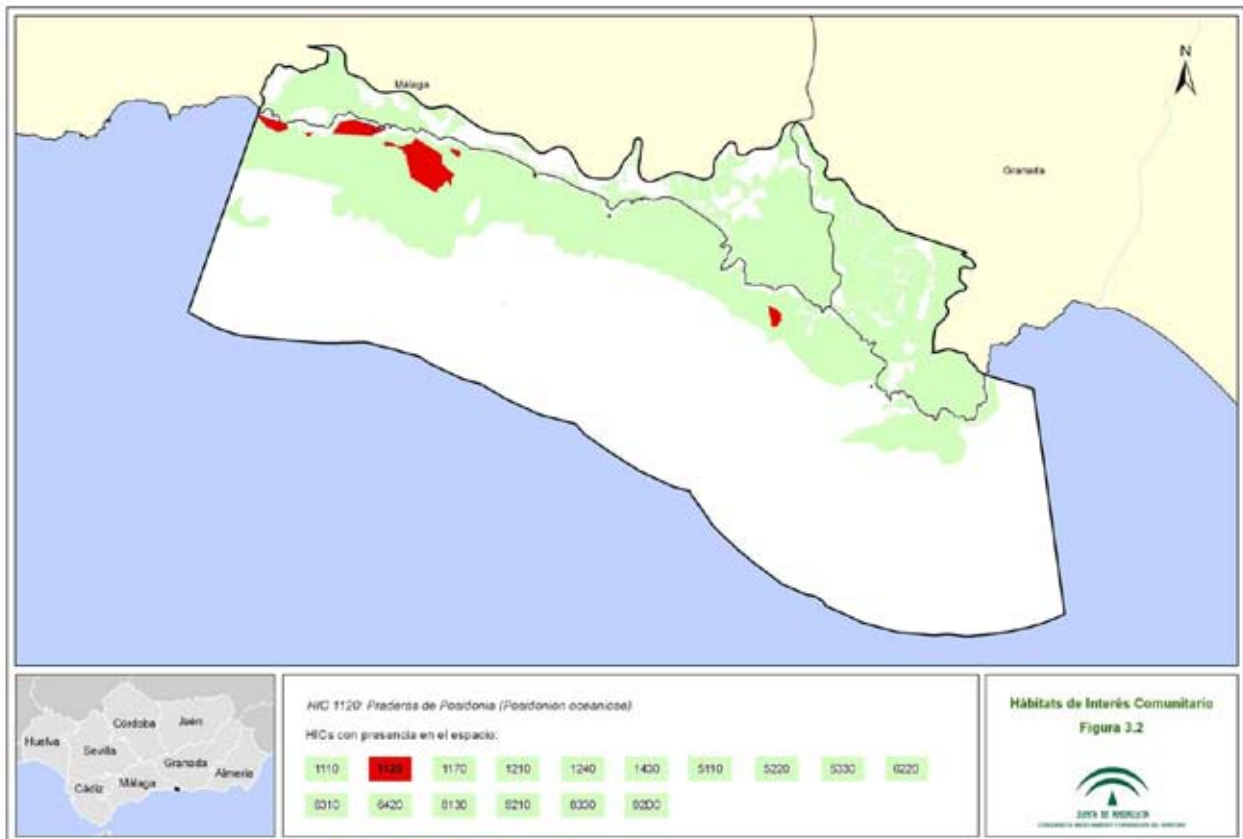 N
Málaga
Granada
Córdoba
Jaén
Huelva
Sevilla
Granada
Almería
Málaga
Cádiz
HIC 1120: Praderas de Posidonia (Posidonion oceanicae)
HICs con presencia en el espacio:
1110 1120 1170 1210 1240 1430 5110 5220 5330 6220
6310 6420 8130 8210 8330 92D0
Hábitats de Interés Comunitario
Figura 3.2
JUNTA DE ANDALUCIA